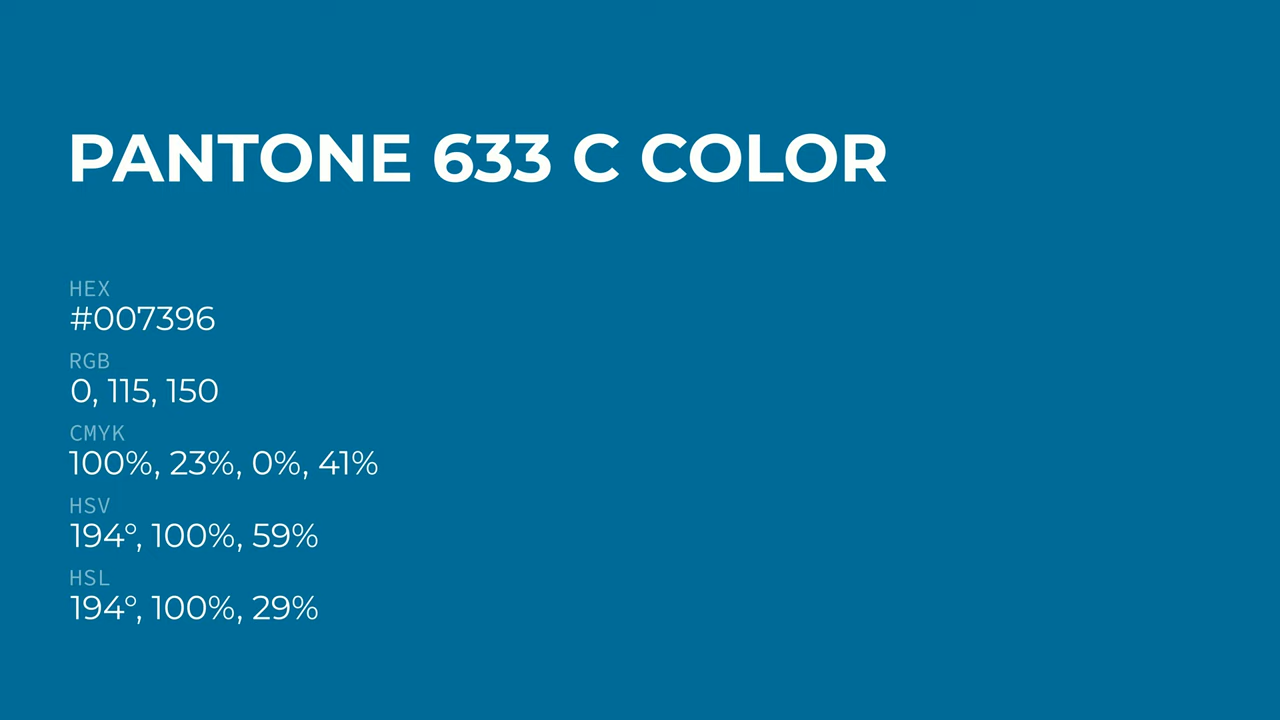 PANTONE 633 C COLOR
HEX
#007396
RGB
0, 115, 150
CMYK
100%, 23%, 0%, 41%
HSV
194°, 100%, 59%
HSL
194°, 100%, 29%